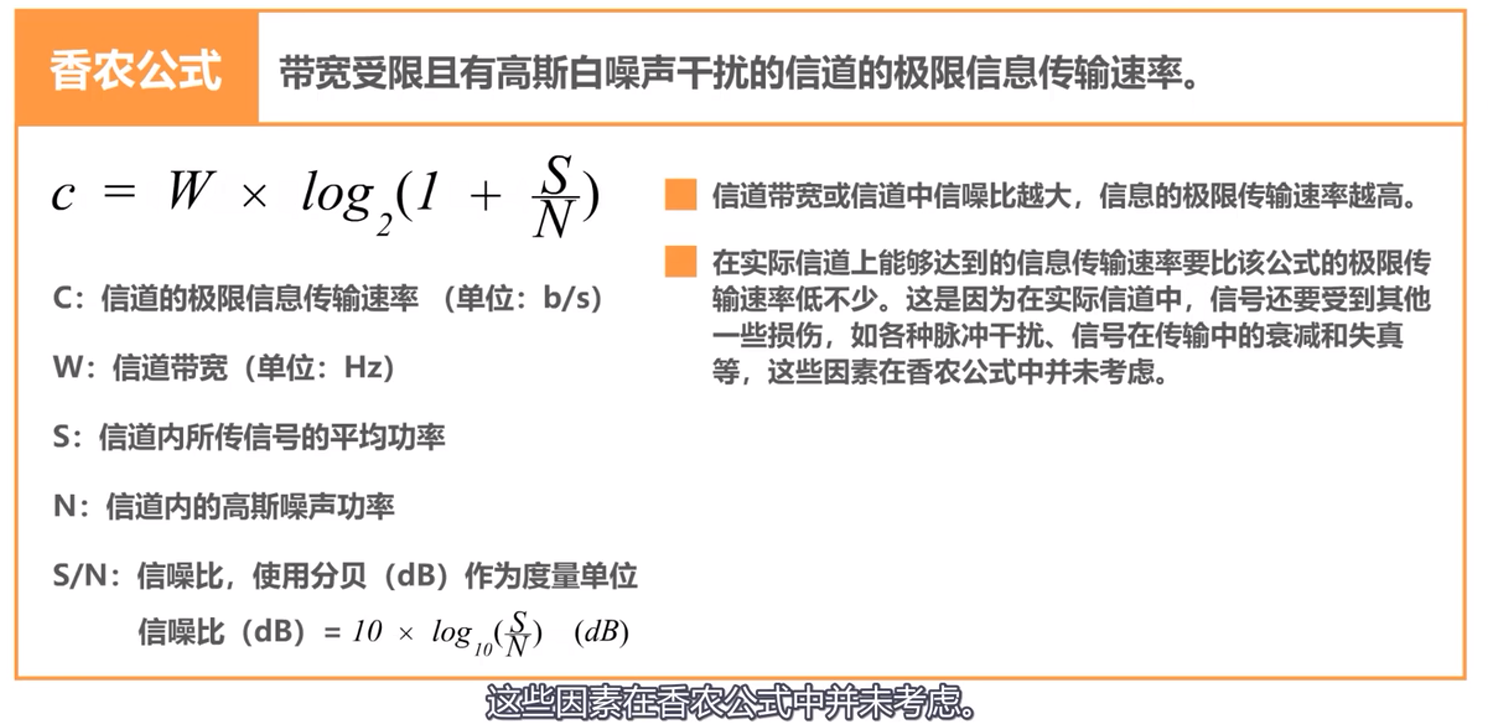 香农公式
带宽受限且有高斯白噪声干扰的信道的极限信息传输速率。
c = W × log₂(1 + S/N)
C：信道的极限信息传输速率 （单位：b/s）
W：信道带宽（单位：Hz）
S：信道内所传信号的平均功率
N：信道内的高斯噪声功率
S/N：信噪比，使用分贝（dB）作为度量单位
信噪比（dB）= 10 × log₁₀(S/N) (dB)
信道带宽或信道中信噪比越大，信息的极限传输速率越高。
在实际信道上能够达到的信息传输速率要比该公式的极限传
输速率低不少。这是因为在实际信道中，信号还要受到其他
一些损伤，如各种脉冲干扰、信号在传输中的衰减和失真
等，这些因素在香农公式中并未考虑。
这些因素在香农公式中并未考虑。